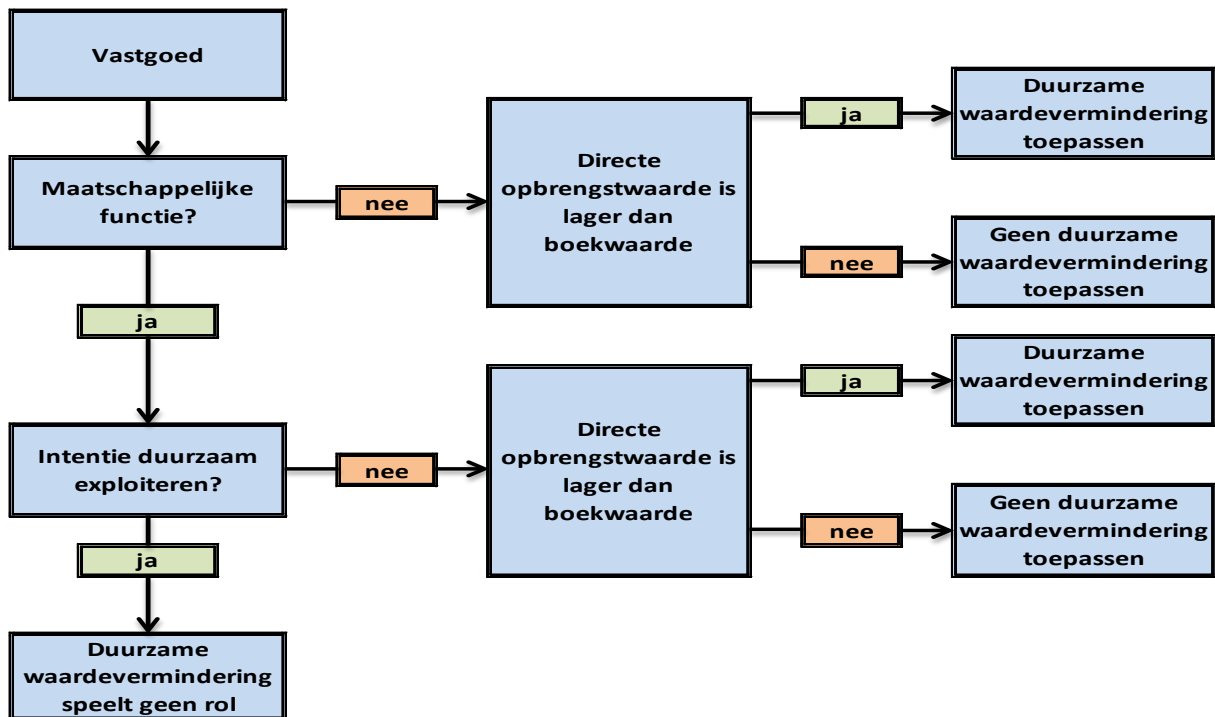 Vastgoed
Maatschappelijke
functie?
nee
Directe
opbrengstwaarde is
lager dan
boekwaarde
ja
Duurzame
waardevermindering
toepassen
nee
Geen duurzame
waardevermindering
toepassen
ja
Intentie duurzaam
exploiteren?
nee
Directe
opbrengstwaarde is
lager dan
boekwaarde
ja
Duurzame
waardevermindering
toepassen
nee
Geen duurzame
waardevermindering
toepassen
ja
Duurzame
waardevermindering
speelt geen rol